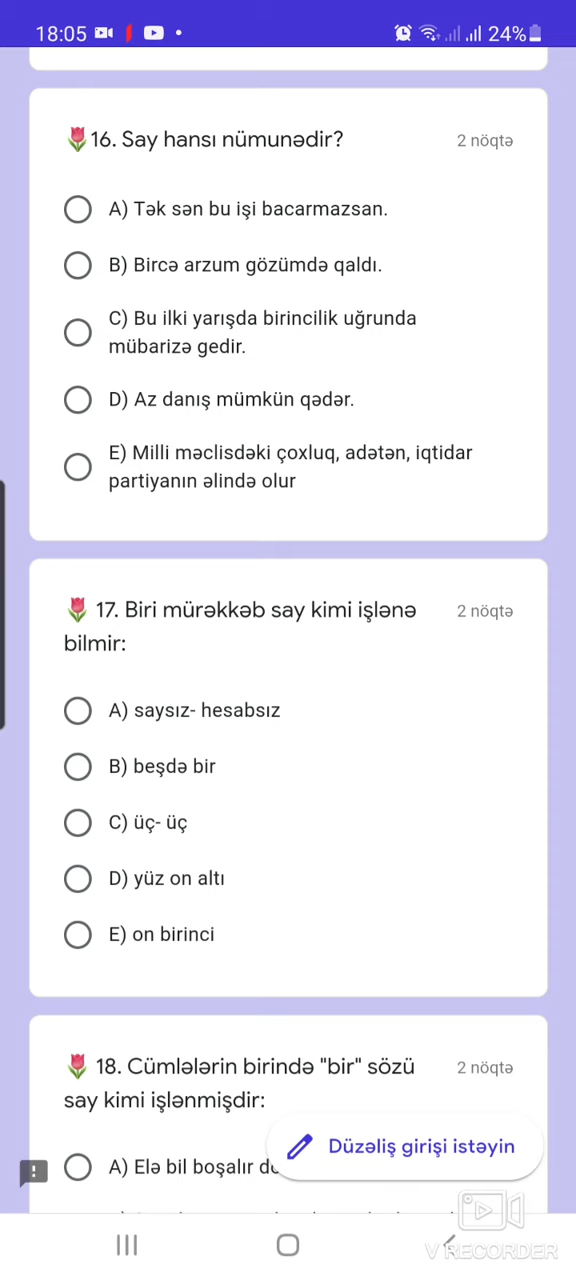 18:05
24%
16. Say hansı nümunədir?
2 nöqtə
A) Tək sən bu işi bacarmazsan.
B) Bircə arzum gözümdə qaldı.
C) Bu ilki yarışda birincilik uğrunda
mübarizə gedir.
D) Az danış mümkün qədər.
E) Milli məclisdəki çoxluq, adətən, iqtidar
partiyanın əlində olur
17. Biri mürəkkəb say kimi işlənə
2 nöqtə
bilmir:
A) saysız- hesabsız
B) beşdə bir
C) üç- üç
D) yüz on altı
E) on birinci
18. Cümlələrin birində "bir" sözü
2 nöqtə
say kimi işlənmişdir:
Düzəliş girişi istəyin
A) Elə bil boşalır
V RECORDER